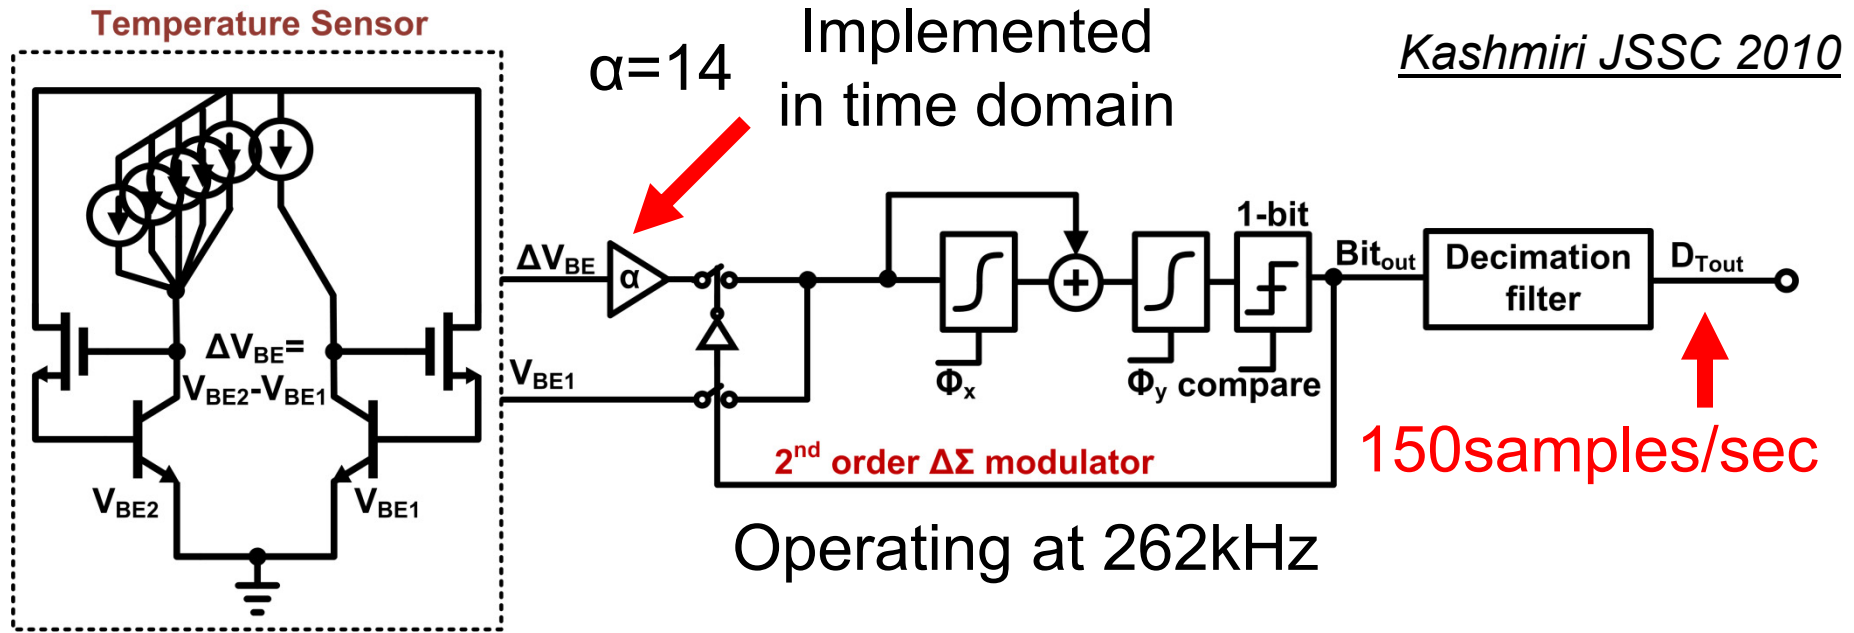 Temperature Sensor
α=14
Implemented
in time domain
Kashmiri JSSC 2010
ΔVBE
α
1-bit
Bitout
Decimation
filter
DTout
ΔVBE=
VBE2-VBE1
VBE1
+
Φx
Φy compare
VBE2
VBE1
2nd order ΔΣ modulator
150samples/sec
Operating at 262kHz